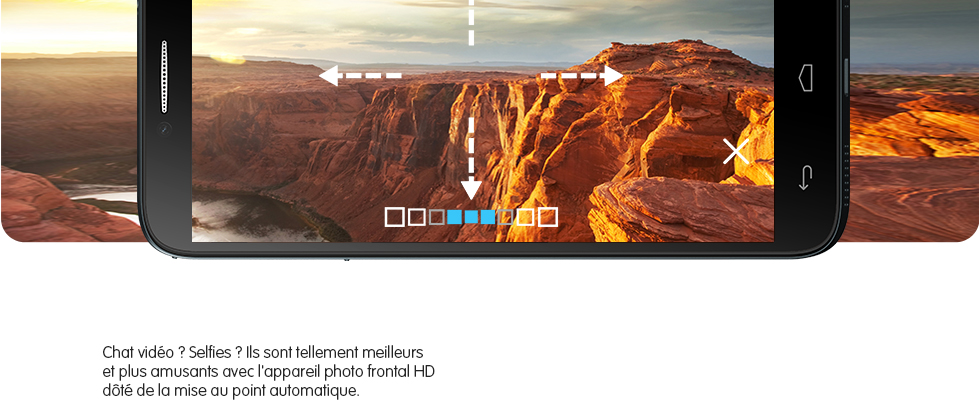 Chat vidéo ? Selfies ? Ils sont tellement meilleurs
et plus amusants avec l'appareil photo frontal HD
dôté de la mise au point automatique.